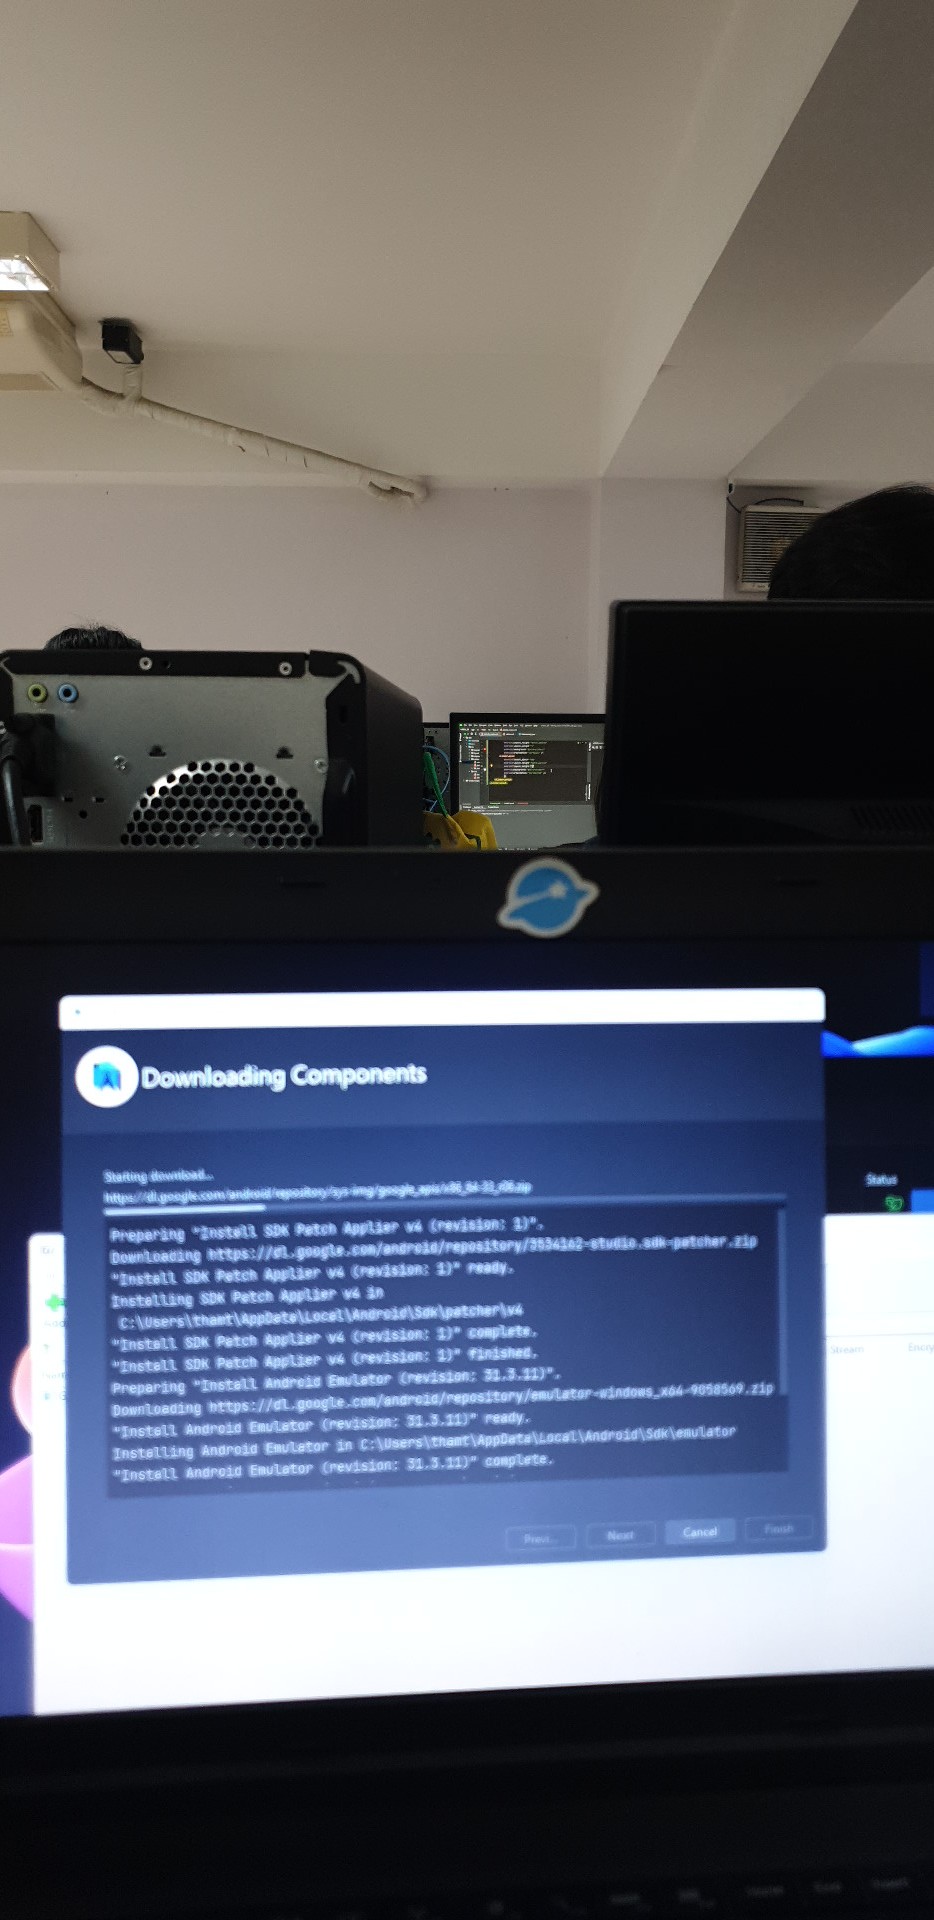 Downloading Components
Starting download...
https://dl.google.com/android/repository/sys-img/google_apis/x86_64-33_r08.zip
Preparing "Install SDK Patch Applier v4 (revision: 1)".
Downloading https://dl.google.com/android/repository/3534162-studio.sdk-patcher.zip
"Install SDK Patch Applier v4 (revision: 1)" ready.
Installing SDK Patch Applier v4 in
C:\Users\thamt\AppData\Local\Android\Sdk\patcher\v4
"Install SDK Patch Applier v4 (revision: 1)" complete.
"Install SDK Patch Applier v4 (revision: 1)" finished.
Preparing "Install Android Emulator (revision: 31.3.11)".
Downloading https://dl.google.com/android/repository/emulator-windows_x64-9058569.zip
"Install Android Emulator (revision: 31.3.11)" ready.
Installing Android Emulator in C:\Users\thamt\AppData\Local\Android\Sdk\emulator
"Install Android Emulator (revision: 31.3.11)" complete.
Next
Cancel
Finish
Status
Stream